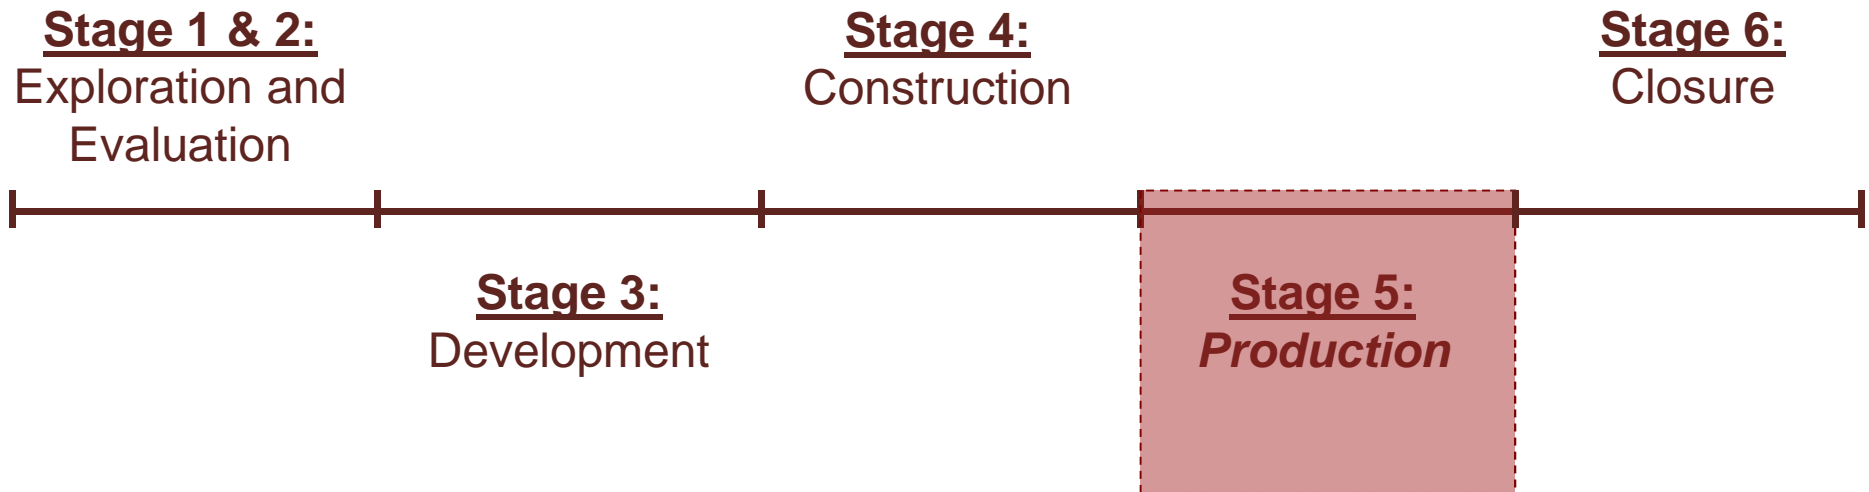 Stage 1 & 2:
Exploration and
Evaluation
Stage 3:
Development
Stage 4:
Construction
Stage 5:
Production
Stage 6:
Closure